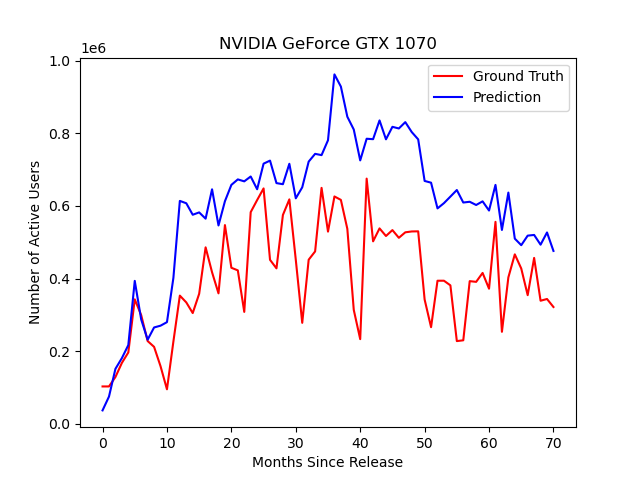 NVIDIA GeForce GTX 1070
1e6
1.0
0.8
0.6
0.4
0.2
0.0
Number of Active Users
Ground Truth
Prediction
0 10 20 30 40 50 60 70
Months Since Release